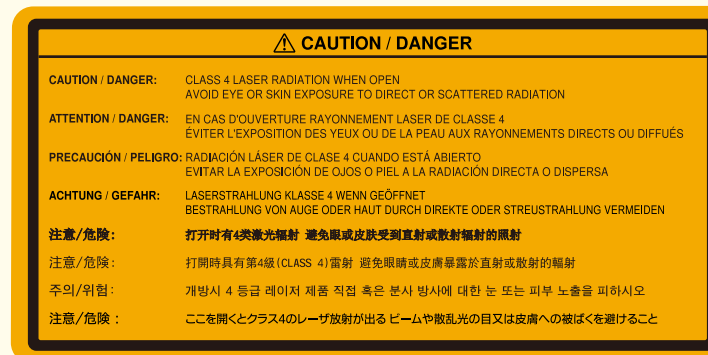 ⚠ CAUTION / DANGER
CAUTION / DANGER: CLASS 4 LASER RADIATION WHEN OPEN
AVOID EYE OR SKIN EXPOSURE TO DIRECT OR SCATTERED RADIATION
ATTENTION / DANGER: EN CAS D'OUVERTURE RAYONNEMENT LASER DE CLASSE 4
ÉVITER L'EXPOSITION DES YEUX OU DE LA PEAU AUX RAYONNEMENTS DIRECTS OU DIFFUÉS
PRECAUCIÓN / PELIGRO: RADIACIÓN LÁSER DE CLASE 4 CUANDO ESTÁ ABIERTO
EVITAR LA EXPOSICIÓN DE OJOS O PIEL A LA RADIACIÓN DIRECTA O DISPERSA
ACHTUNG / GEFAHR: LASERSTRAHLUNG KLASSE 4 WENN GEÖFFNET
BESTRAHLUNG VON AUGE ODER HAUT DURCH DIREKTE ODER STREUSTRAHLUNG VERMEIDEN
注意/危险: 打开时有4类激光辐射 避免眼或皮肤受到直射或散射辐射的照射
注意/危險: 打開時具有第4級(CLASS 4)雷射 避免眼睛或皮膚暴露於直射或散射的輻射
주의/위험: 개방시 4 등급 레이저 제품 직접 혹은 분사 방사에 대한 눈 또는 피부 노출을 피하시오
注意/危険: ここを開くとクラス4のレーザ放射が出る ビームや散乱光の目又は皮膚への被ばくを避けること